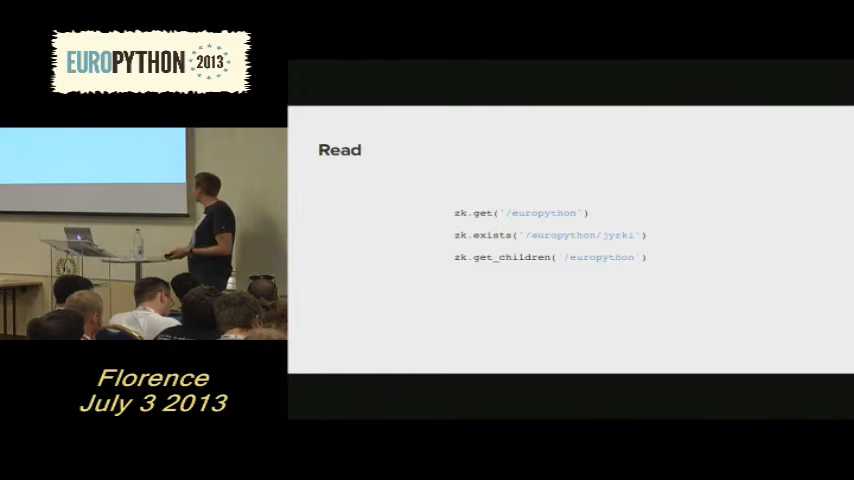 EUROPYTHON 2013
Read
zk.get('/europython')
zk.exists('/europython/jyrki')
zk.get_children('/europython')
Florence
July 3 2013